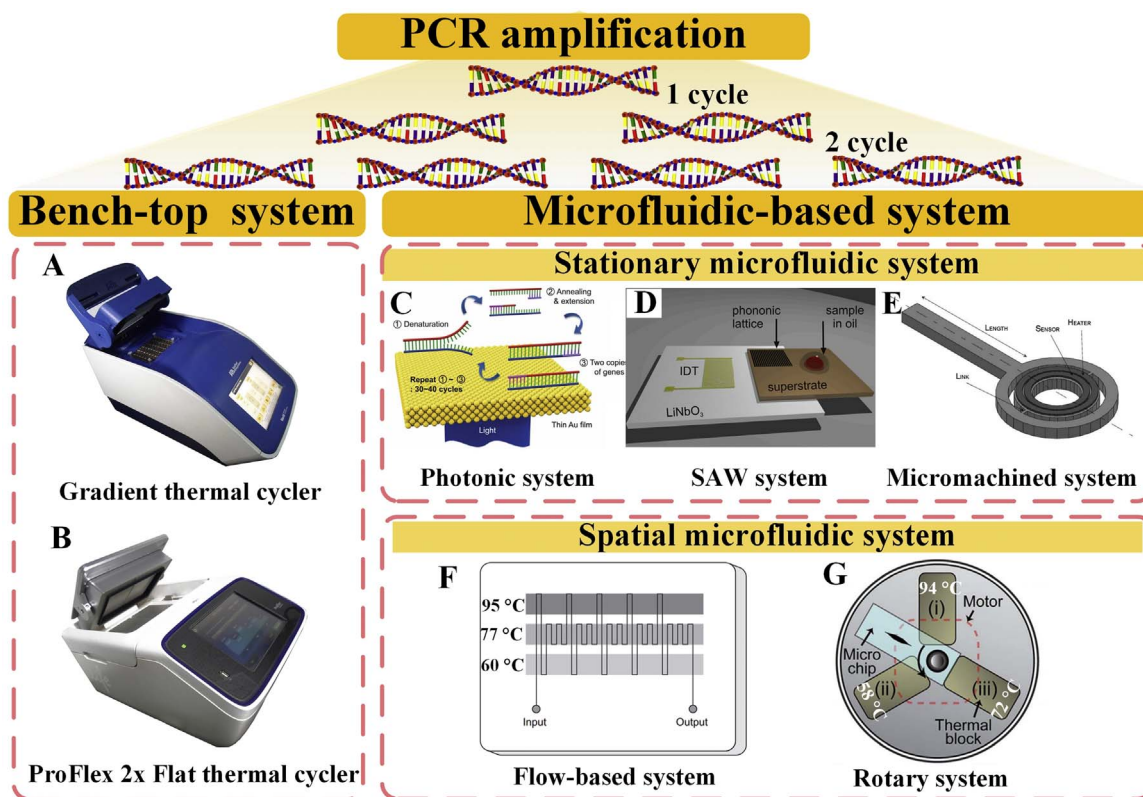 PCR amplification
1 cycle
2 cycle
Bench-top system
Microfluidic-based system
A
Gradient thermal cycler
B
ProFlex 2x Flat thermal cycler
Stationary microfluidic system
C
① Denaturation
② Annealing
& extension
③ Two copies
of genes
Repeat ① ~ ③
: 30~40 cycles
Thin Au film
Light
Photonic system
D
phononic
lattice
sample
in oil
IDT
superstrate
LiNbO₃
SAW system
E
LENGTH
SENSOR
HEATER
LINK
Micromachined system
Spatial microfluidic system
F
95 °C
77 °C
60 °C
Input
Output
Flow-based system
G
94 °C
(i)
Motor
Micro
chip
(ii)
58 °C
(iii)
72 °C
Thermal
block
Rotary system